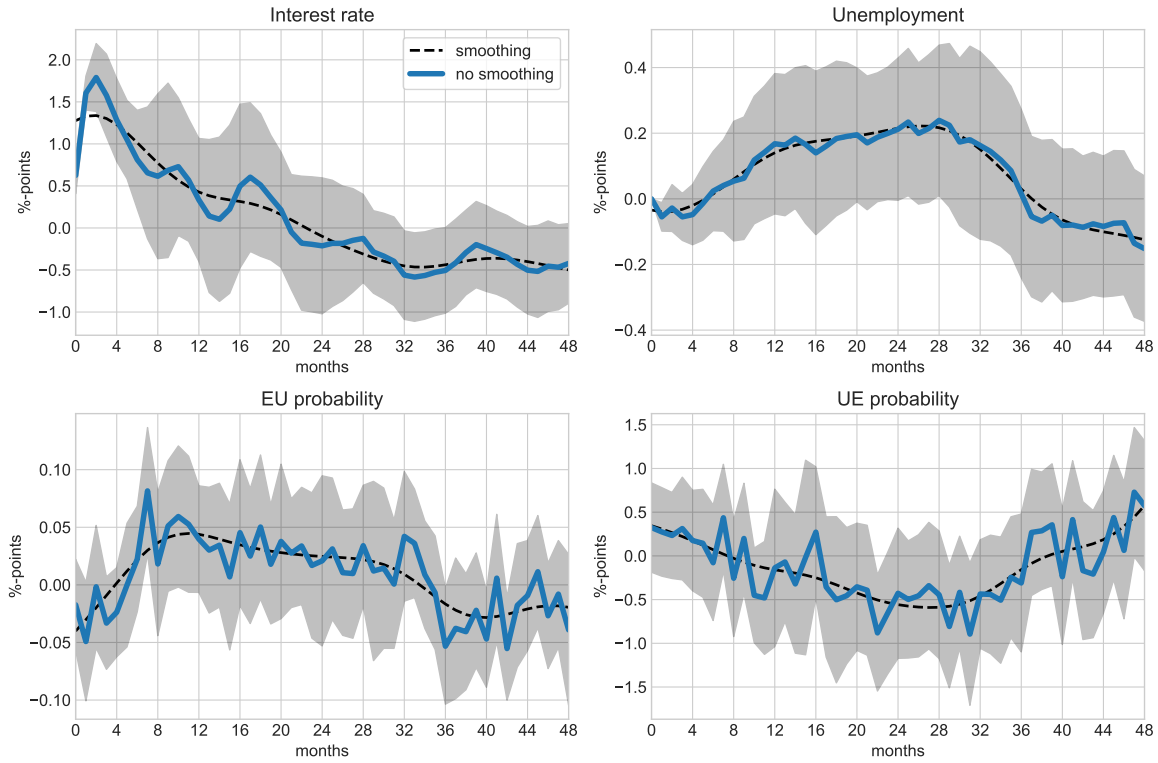 Interest rate
smoothing
no smoothing
2.0
1.5
1.0
0.5
0.0
−0.5
−1.0
%-points
0 4 8 12 16 20 24 28 32 36 40 44 48
months
Unemployment
0.4
0.2
0.0
−0.2
−0.4
%-points
0 4 8 12 16 20 24 28 32 36 40 44 48
months
EU probability
0.10
0.05
0.00
−0.05
−0.10
%-points
0 4 8 12 16 20 24 28 32 36 40 44 48
months
UE probability
1.5
1.0
0.5
0.0
−0.5
−1.0
−1.5
%-points
0 4 8 12 16 20 24 28 32 36 40 44 48
months